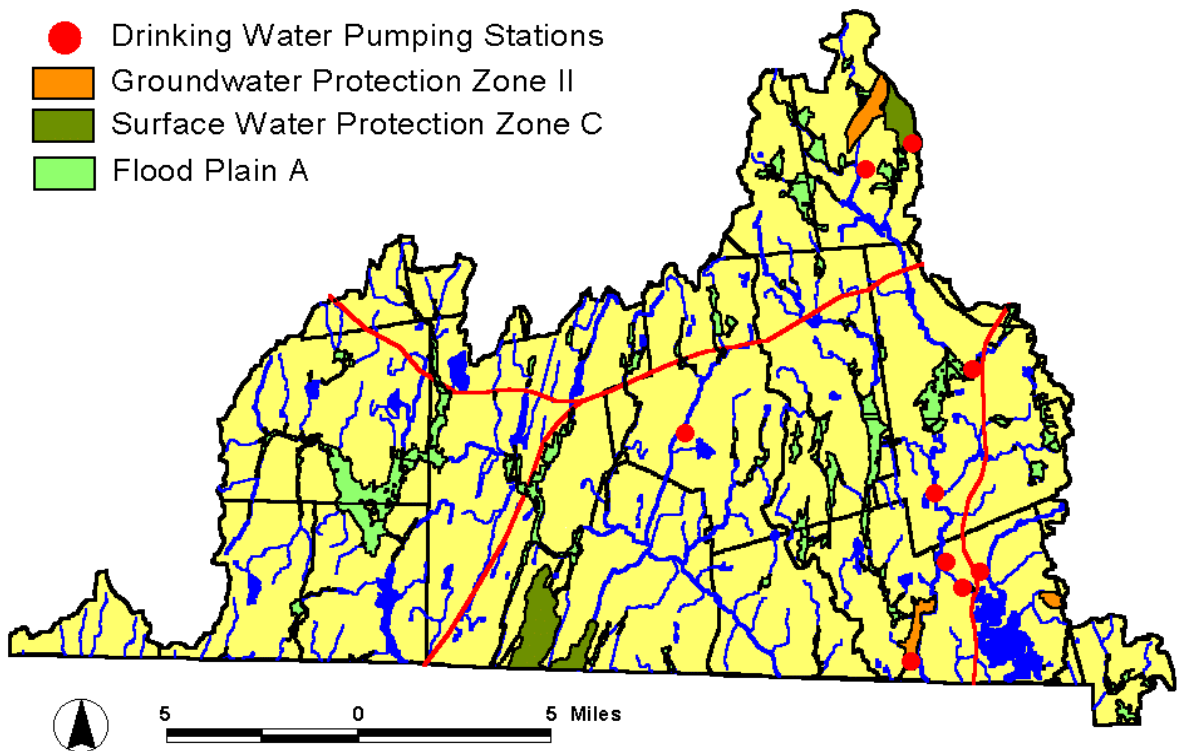 Drinking Water Pumping Stations
Groundwater Protection Zone II
Surface Water Protection Zone C
Flood Plain A
5 0 5 Miles